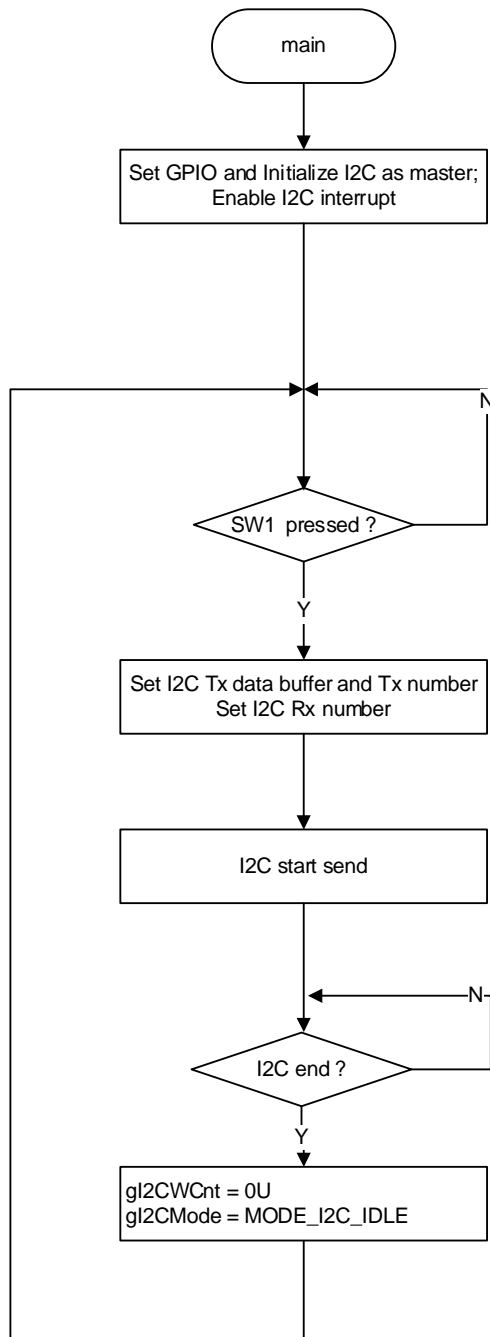 main
Set GPIO and Initialize I2C as master;
Enable I2C interrupt
N
SW1 pressed ?
Y
Set I2C Tx data buffer and Tx number
Set I2C Rx number
I2C start send
N
I2C end ?
Y
gI2CWCnt = 0U
gI2CMode = MODE_I2C_IDLE